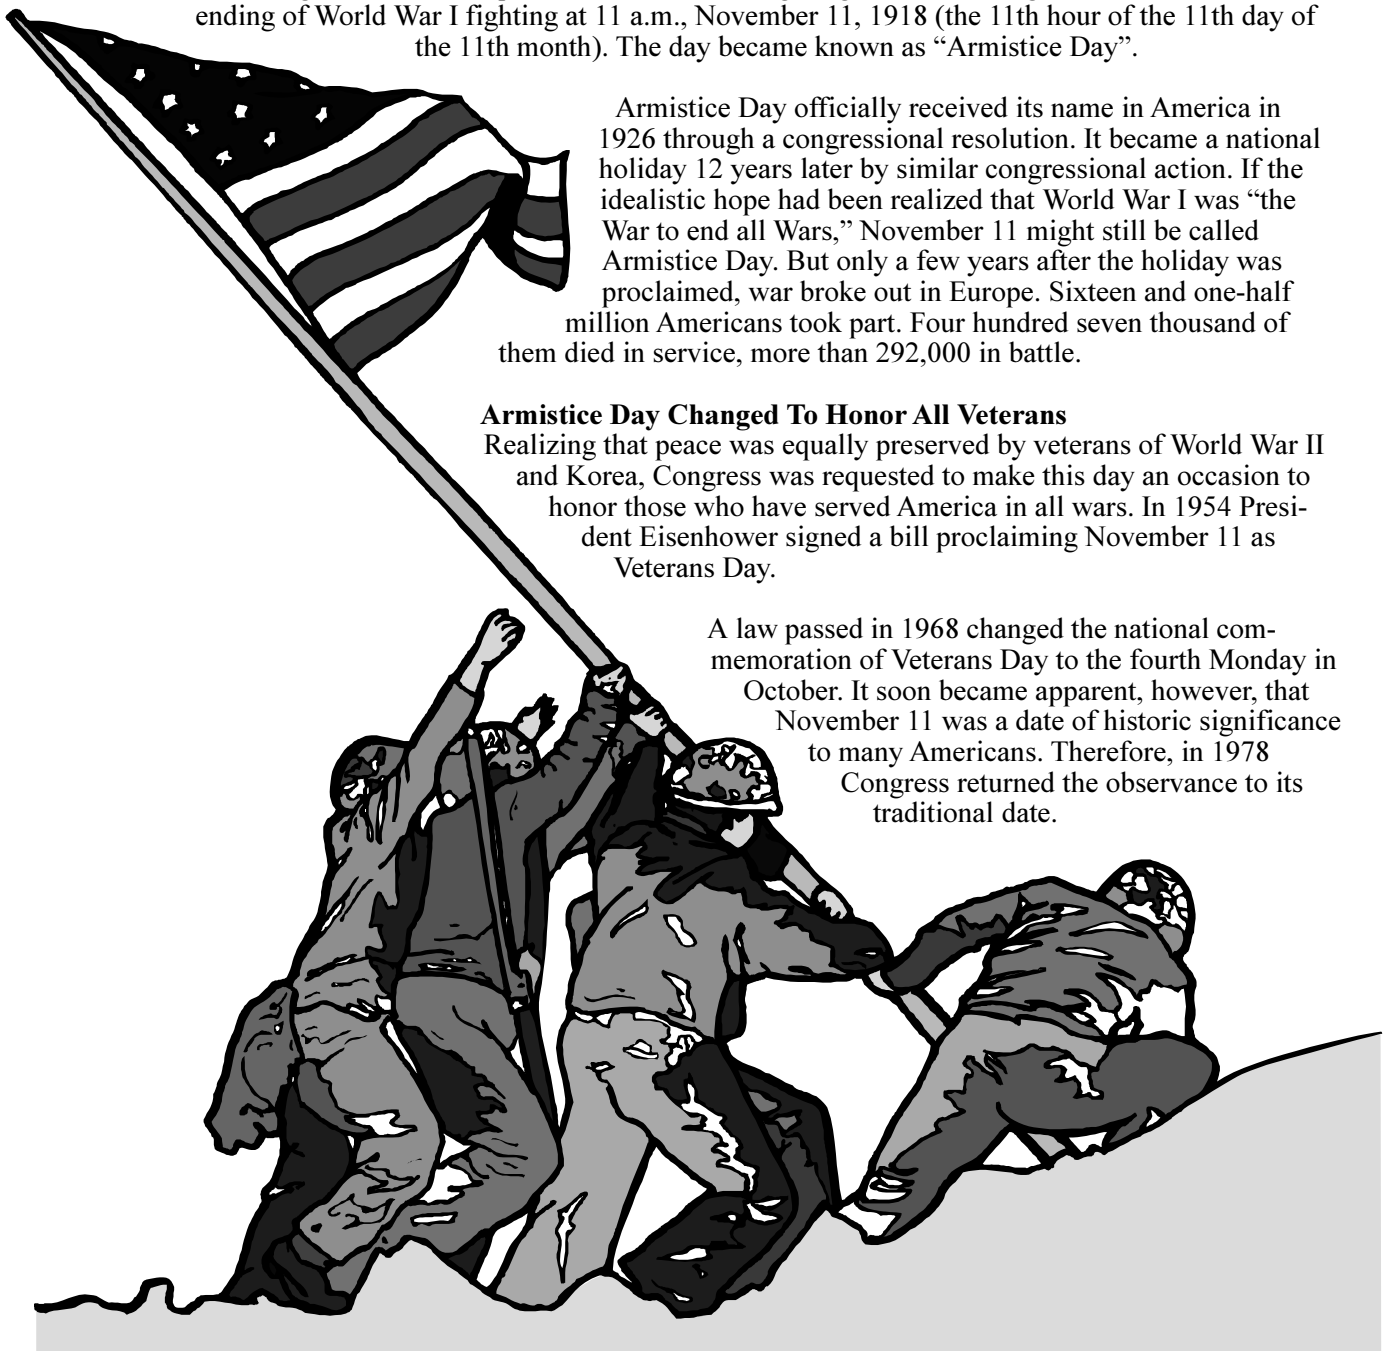 ending of World War I fighting at 11 a.m., November 11, 1918 (the 11th hour of the 11th day of
the 11th month). The day became known as “Armistice Day”.
Armistice Day officially received its name in America in
1926 through a congressional resolution. It became a national
holiday 12 years later by similar congressional action. If the
idealistic hope had been realized that World War I was “the
War to end all Wars,” November 11 might still be called
Armistice Day. But only a few years after the holiday was
proclaimed, war broke out in Europe. Sixteen and one-half
million Americans took part. Four hundred seven thousand of
them died in service, more than 292,000 in battle.
Armistice Day Changed To Honor All Veterans
Realizing that peace was equally preserved by veterans of World War II
and Korea, Congress was requested to make this day an occasion to
honor those who have served America in all wars. In 1954 Presi-
dent Eisenhower signed a bill proclaiming November 11 as
Veterans Day.
A law passed in 1968 changed the national com-
memoration of Veterans Day to the fourth Monday in
October. It soon became apparent, however, that
November 11 was a date of historic significance
to many Americans. Therefore, in 1978
Congress returned the observance to its
traditional date.